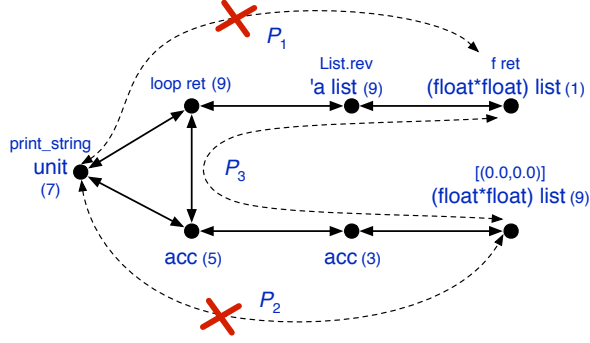 P1
List.rev
f ret
loop ret (9)
'a list (9)
(float*float) list (1)
print_string
unit
(7)
P3
[(0.0,0.0)]
(float*float) list (9)
acc (5)
acc (3)
P2